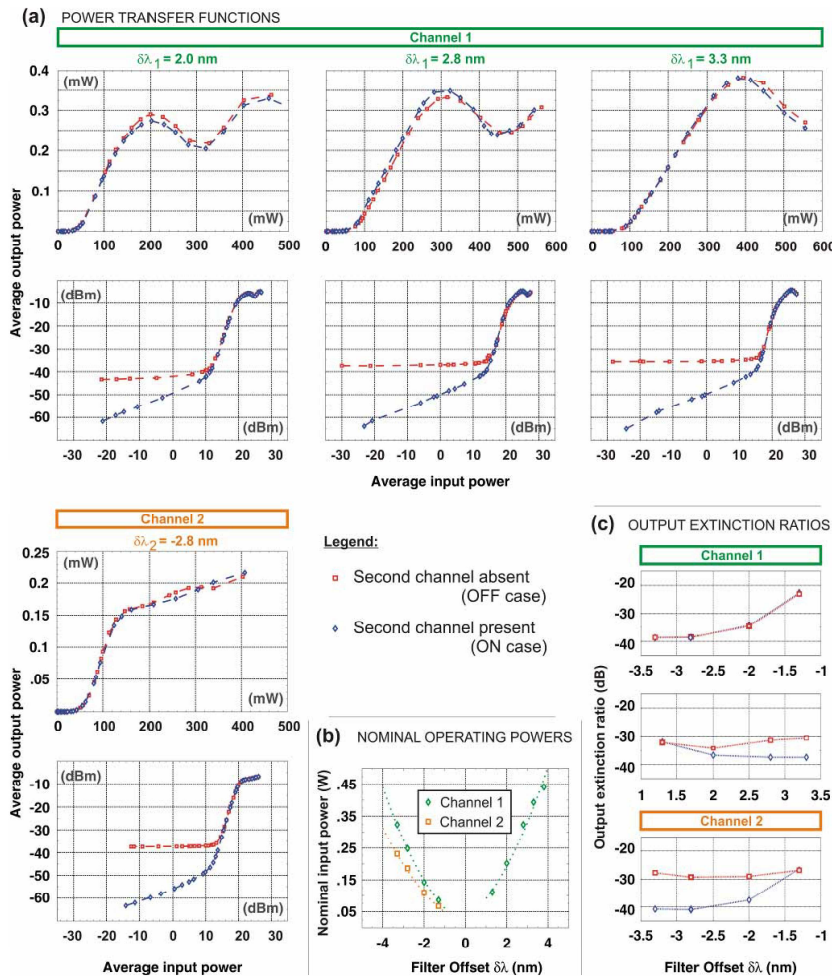 (a) POWER TRANSFER FUNCTIONS
Channel 1
δλ1 = 2.0 nm
δλ1 = 2.8 nm
δλ1 = 3.3 nm
Average output power
0.4
0.3
0.2
0.1
(mW)
(mW)
0 100 200 300 400 500
0 100 200 300 400 500 600
0 100 200 300 400 500 600
-10
-20
-30
-40
-50
-60
(dBm)
(dBm)
-30 -20 -10 0 10 20 30
(mW)
(mW)
(dBm)
(dBm)
-30 -20 -10 0 10 20 30
(mW)
(mW)
(dBm)
(dBm)
-30 -20 -10 0 10 20 30
Average input power
Channel 2
δλ2 = -2.8 nm
Average output power
0.25
0.2
0.15
0.1
.05
(mW)
(mW)
0 100 200 300 400 500
-10
-20
-30
-40
-50
-60
(dBm)
(dBm)
-30 -20 -10 0 10 20 30
Average input power
Legend:
Second channel absent
(OFF case)
Second channel present
(ON case)
(b) NOMINAL OPERATING POWERS
Nominal input power (W)
.45
.35
.25
.15
.05
Channel 1
Channel 2
-4 -2 0 2 4
Filter Offset δλ (nm)
(c) OUTPUT EXTINCTION RATIOS
Channel 1
Output extinction ratio (dB)
-20
-30
-40
-3.5 -3 -2.5 -2 -1.5 -1
-20
-30
-40
1 1.5 2 2.5 3 3.5
Channel 2
-20
-30
-40
-3.5 -3 -2.5 -2 -1.5 -1
Filter Offset δλ (nm)